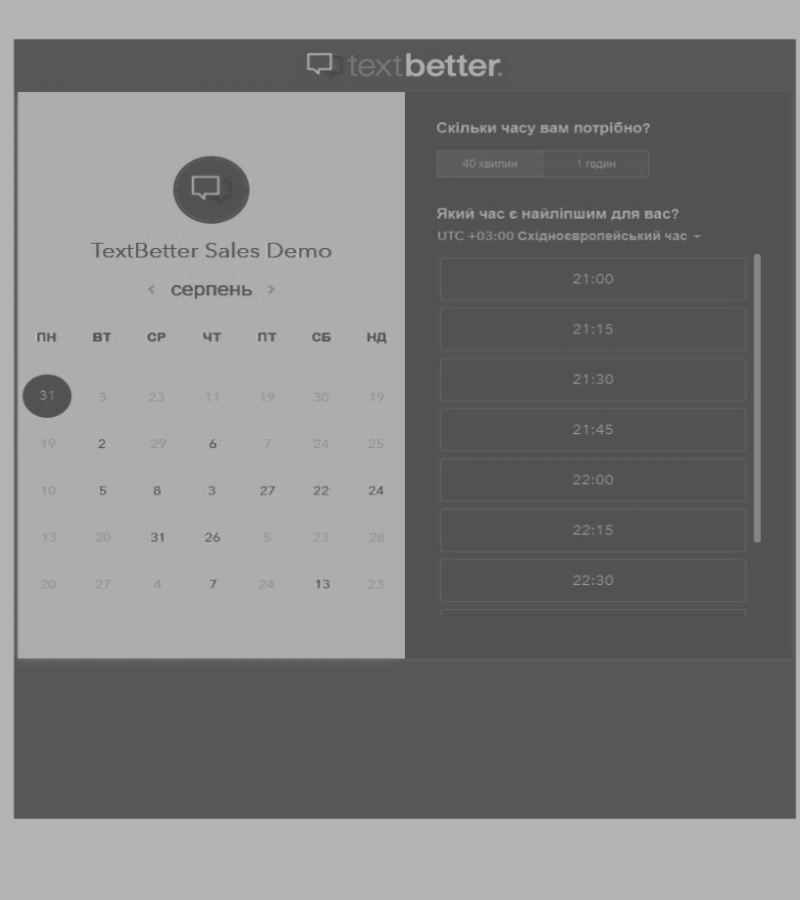 textbetter.
TextBetter Sales Demo
< серпень >
ПН ВТ СР ЧТ ПТ СБ НД
31 3 23 11 19 30 19
19 2 29 6 7 24 25
10 5 8 3 27 22 24
13 20 31 26 5 23 28
20 27 4 7 24 13 23
Скільки часу вам потрібно?
40 хвилин 1 годин
Який час є найліпшим для вас?
UTC +03:00 Східноєвропейський час
21:00
21:15
21:30
21:45
22:00
22:15
22:30